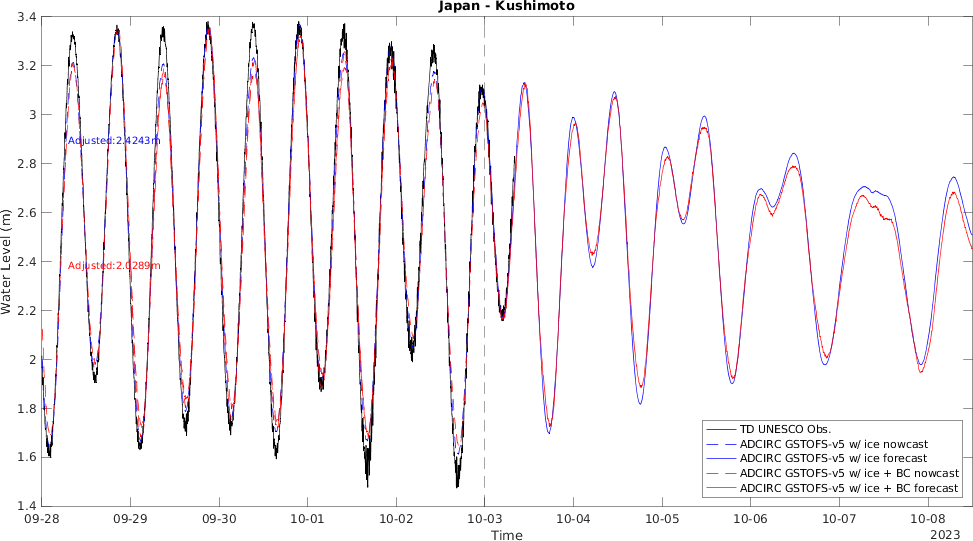 Japan - Kushimoto
3.4
3.2
3
2.8
2.6
2.4
2.2
2
1.8
1.6
1.4
Water Level (m)
Adjusted:2.4243m
Adjusted:2.0289m
TD UNESCO Obs.
ADCIRC GSTOFS-v5 w/ ice nowcast
ADCIRC GSTOFS-v5 w/ ice forecast
ADCIRC GSTOFS-v5 w/ ice + BC nowcast
ADCIRC GSTOFS-v5 w/ ice + BC forecast
09-28 09-29 09-30 10-01 10-02 10-03 10-04 10-05 10-06 10-07 10-08
2023
Time